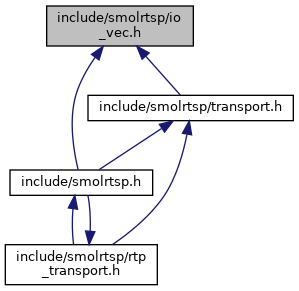 include/smolrtsp/io
_vec.h
include/smolrtsp/transport.h
include/smolrtsp.h
include/smolrtsp/rtp
_transport.h